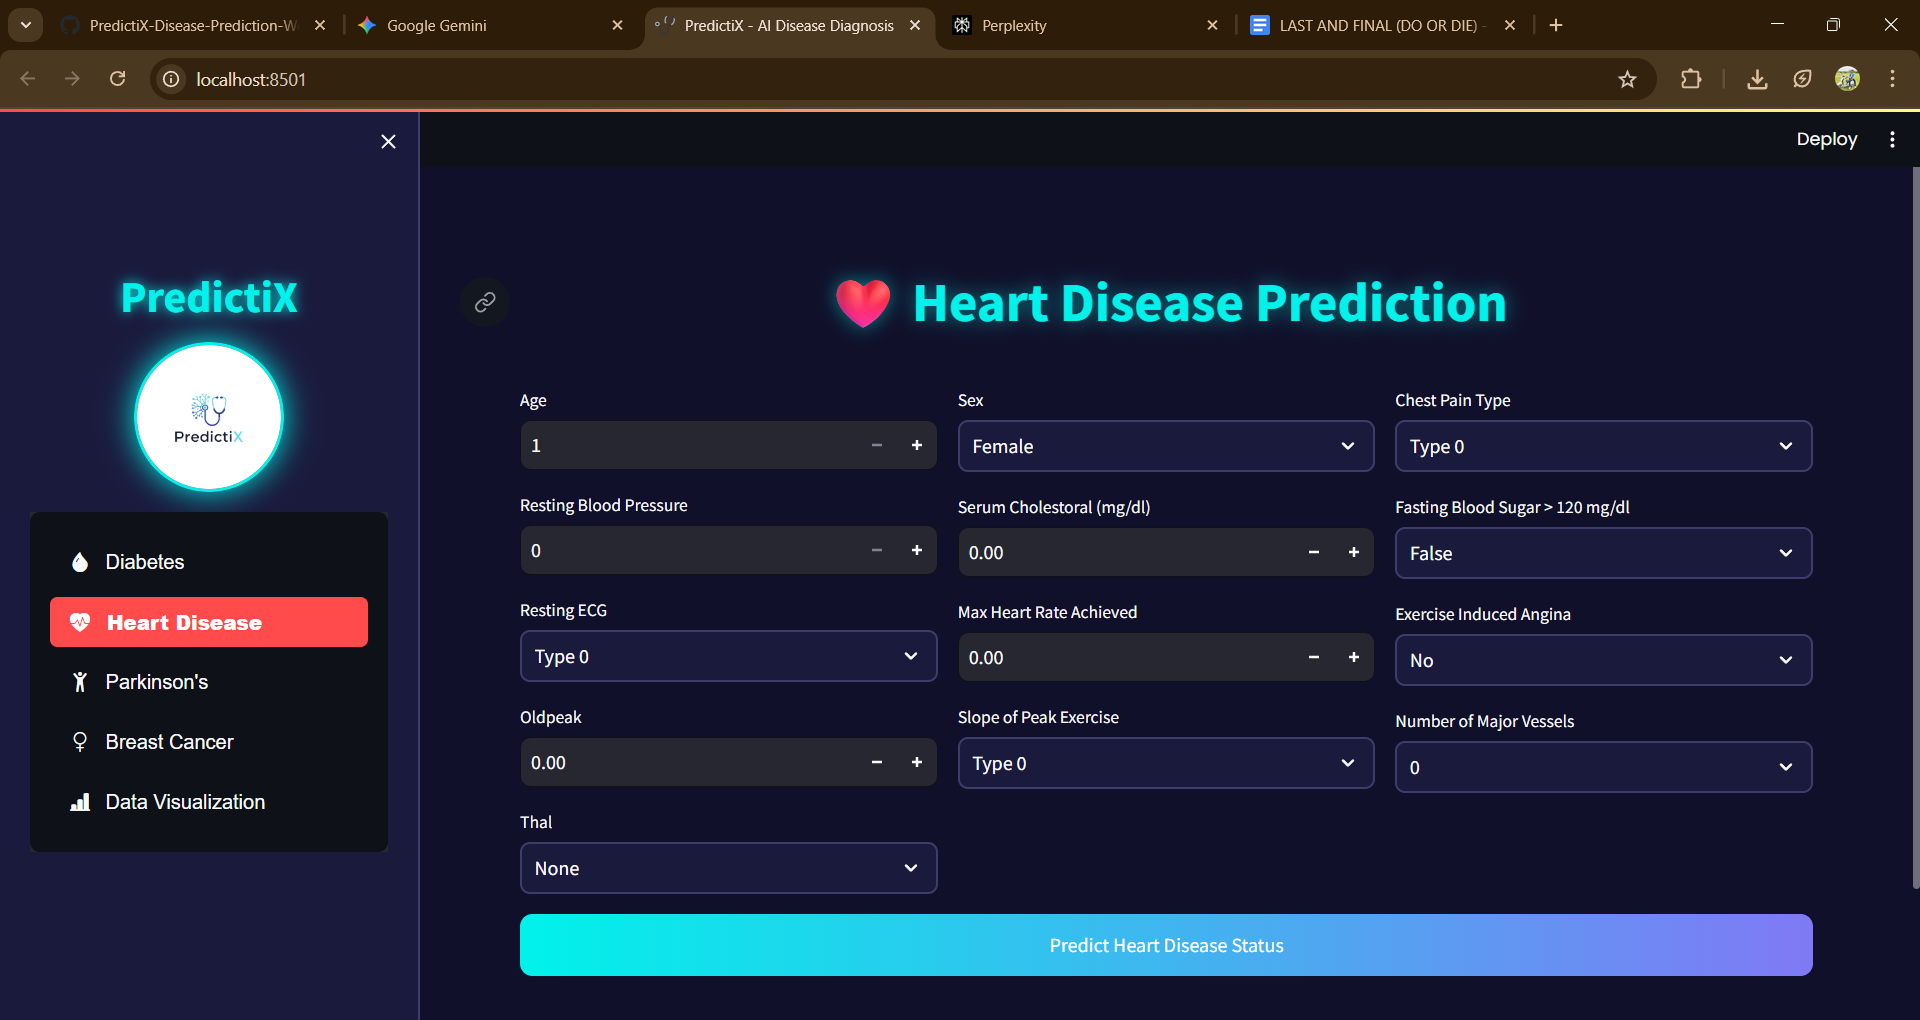 PredictiX-Disease-Prediction-W
Google Gemini
PredictiX - AI Disease Diagnosis
Perplexity
LAST AND FINAL (DO OR DIE) -
localhost:8501
Deploy
PredictiX
PredictiX
Diabetes
Heart Disease
Parkinson's
Breast Cancer
Data Visualization
Heart Disease Prediction
Age
Sex
Chest Pain Type
1
Female
Type 0
Resting Blood Pressure
Serum Cholestoral (mg/dl)
Fasting Blood Sugar > 120 mg/dl
0
0.00
False
Resting ECG
Max Heart Rate Achieved
Exercise Induced Angina
Type 0
0.00
No
Oldpeak
Slope of Peak Exercise
Number of Major Vessels
0.00
Type 0
0
Thal
None
Predict Heart Disease Status